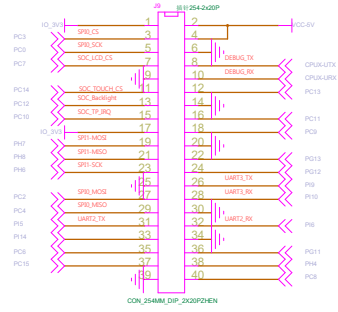 J9 插针254-2x20P
IO_3V3 1 2 VCC-5V
PC3 SPI0_CS 3 4
SPI0_SCK 5 6
PC7 SOC_LCD_CS 7 8 DEBUG_TX CPUX-UTX
9 10 DEBUG_RX CPUX-URX
PC14 SOC_TOUCH_CS 11 12 PC13
PC12 SOC_Backlight 13 14
PC10 SOC_TP_IRQ 15 16 PC11
IO_3V3 17 18 PC9
PH7 SPI1-MOSI 19 20
PH8 SPI1-MISO 21 22 PG13
PH6 SPI1-SCK 23 24 PG12
25 26 UART3_TX PI9
PC2 SPI0_MOSI 27 28 UART3_RX PI10
PC4 SPI0_MISO 29 30
PI5 UART2_TX 31 32 UART2_RX PI6
PI14 33 34
PC6 35 36 PG11
PC15 37 38 PH4
39 40 PC8
CON_254MM_DIP_2X20PZHEN